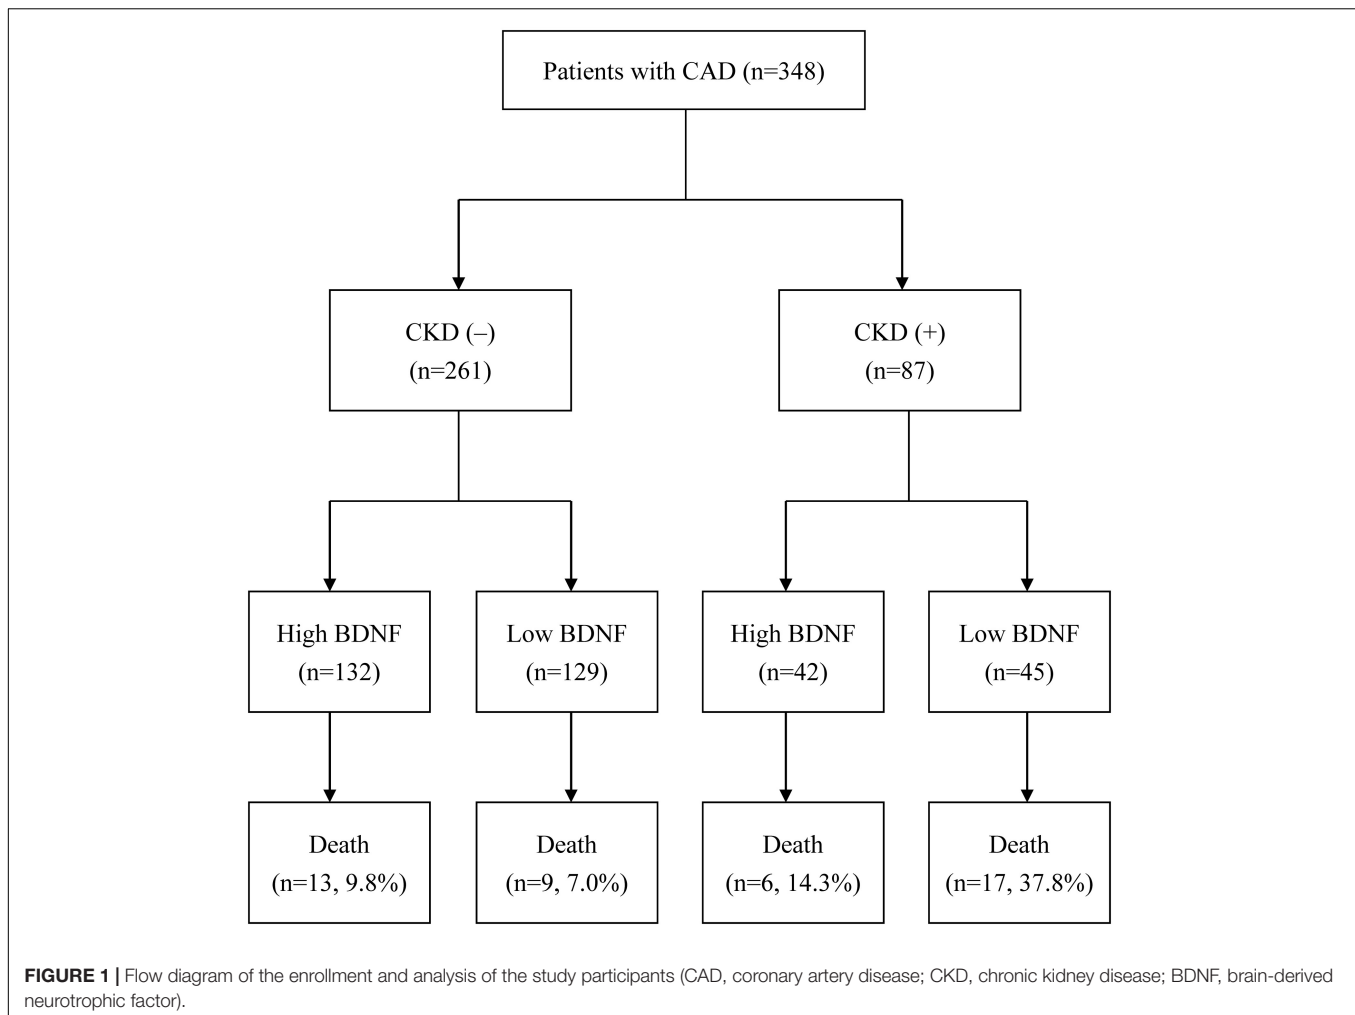 Patients with CAD (n=348)
CKD (–)
(n=261)
CKD (+)
(n=87)
High BDNF
(n=132)
Low BDNF
(n=129)
High BDNF
(n=42)
Low BDNF
(n=45)
Death
(n=13, 9.8%)
Death
(n=9, 7.0%)
Death
(n=6, 14.3%)
Death
(n=17, 37.8%)
FIGURE 1 | Flow diagram of the enrollment and analysis of the study participants (CAD, coronary artery disease; CKD, chronic kidney disease; BDNF, brain-derived
neurotrophic factor).